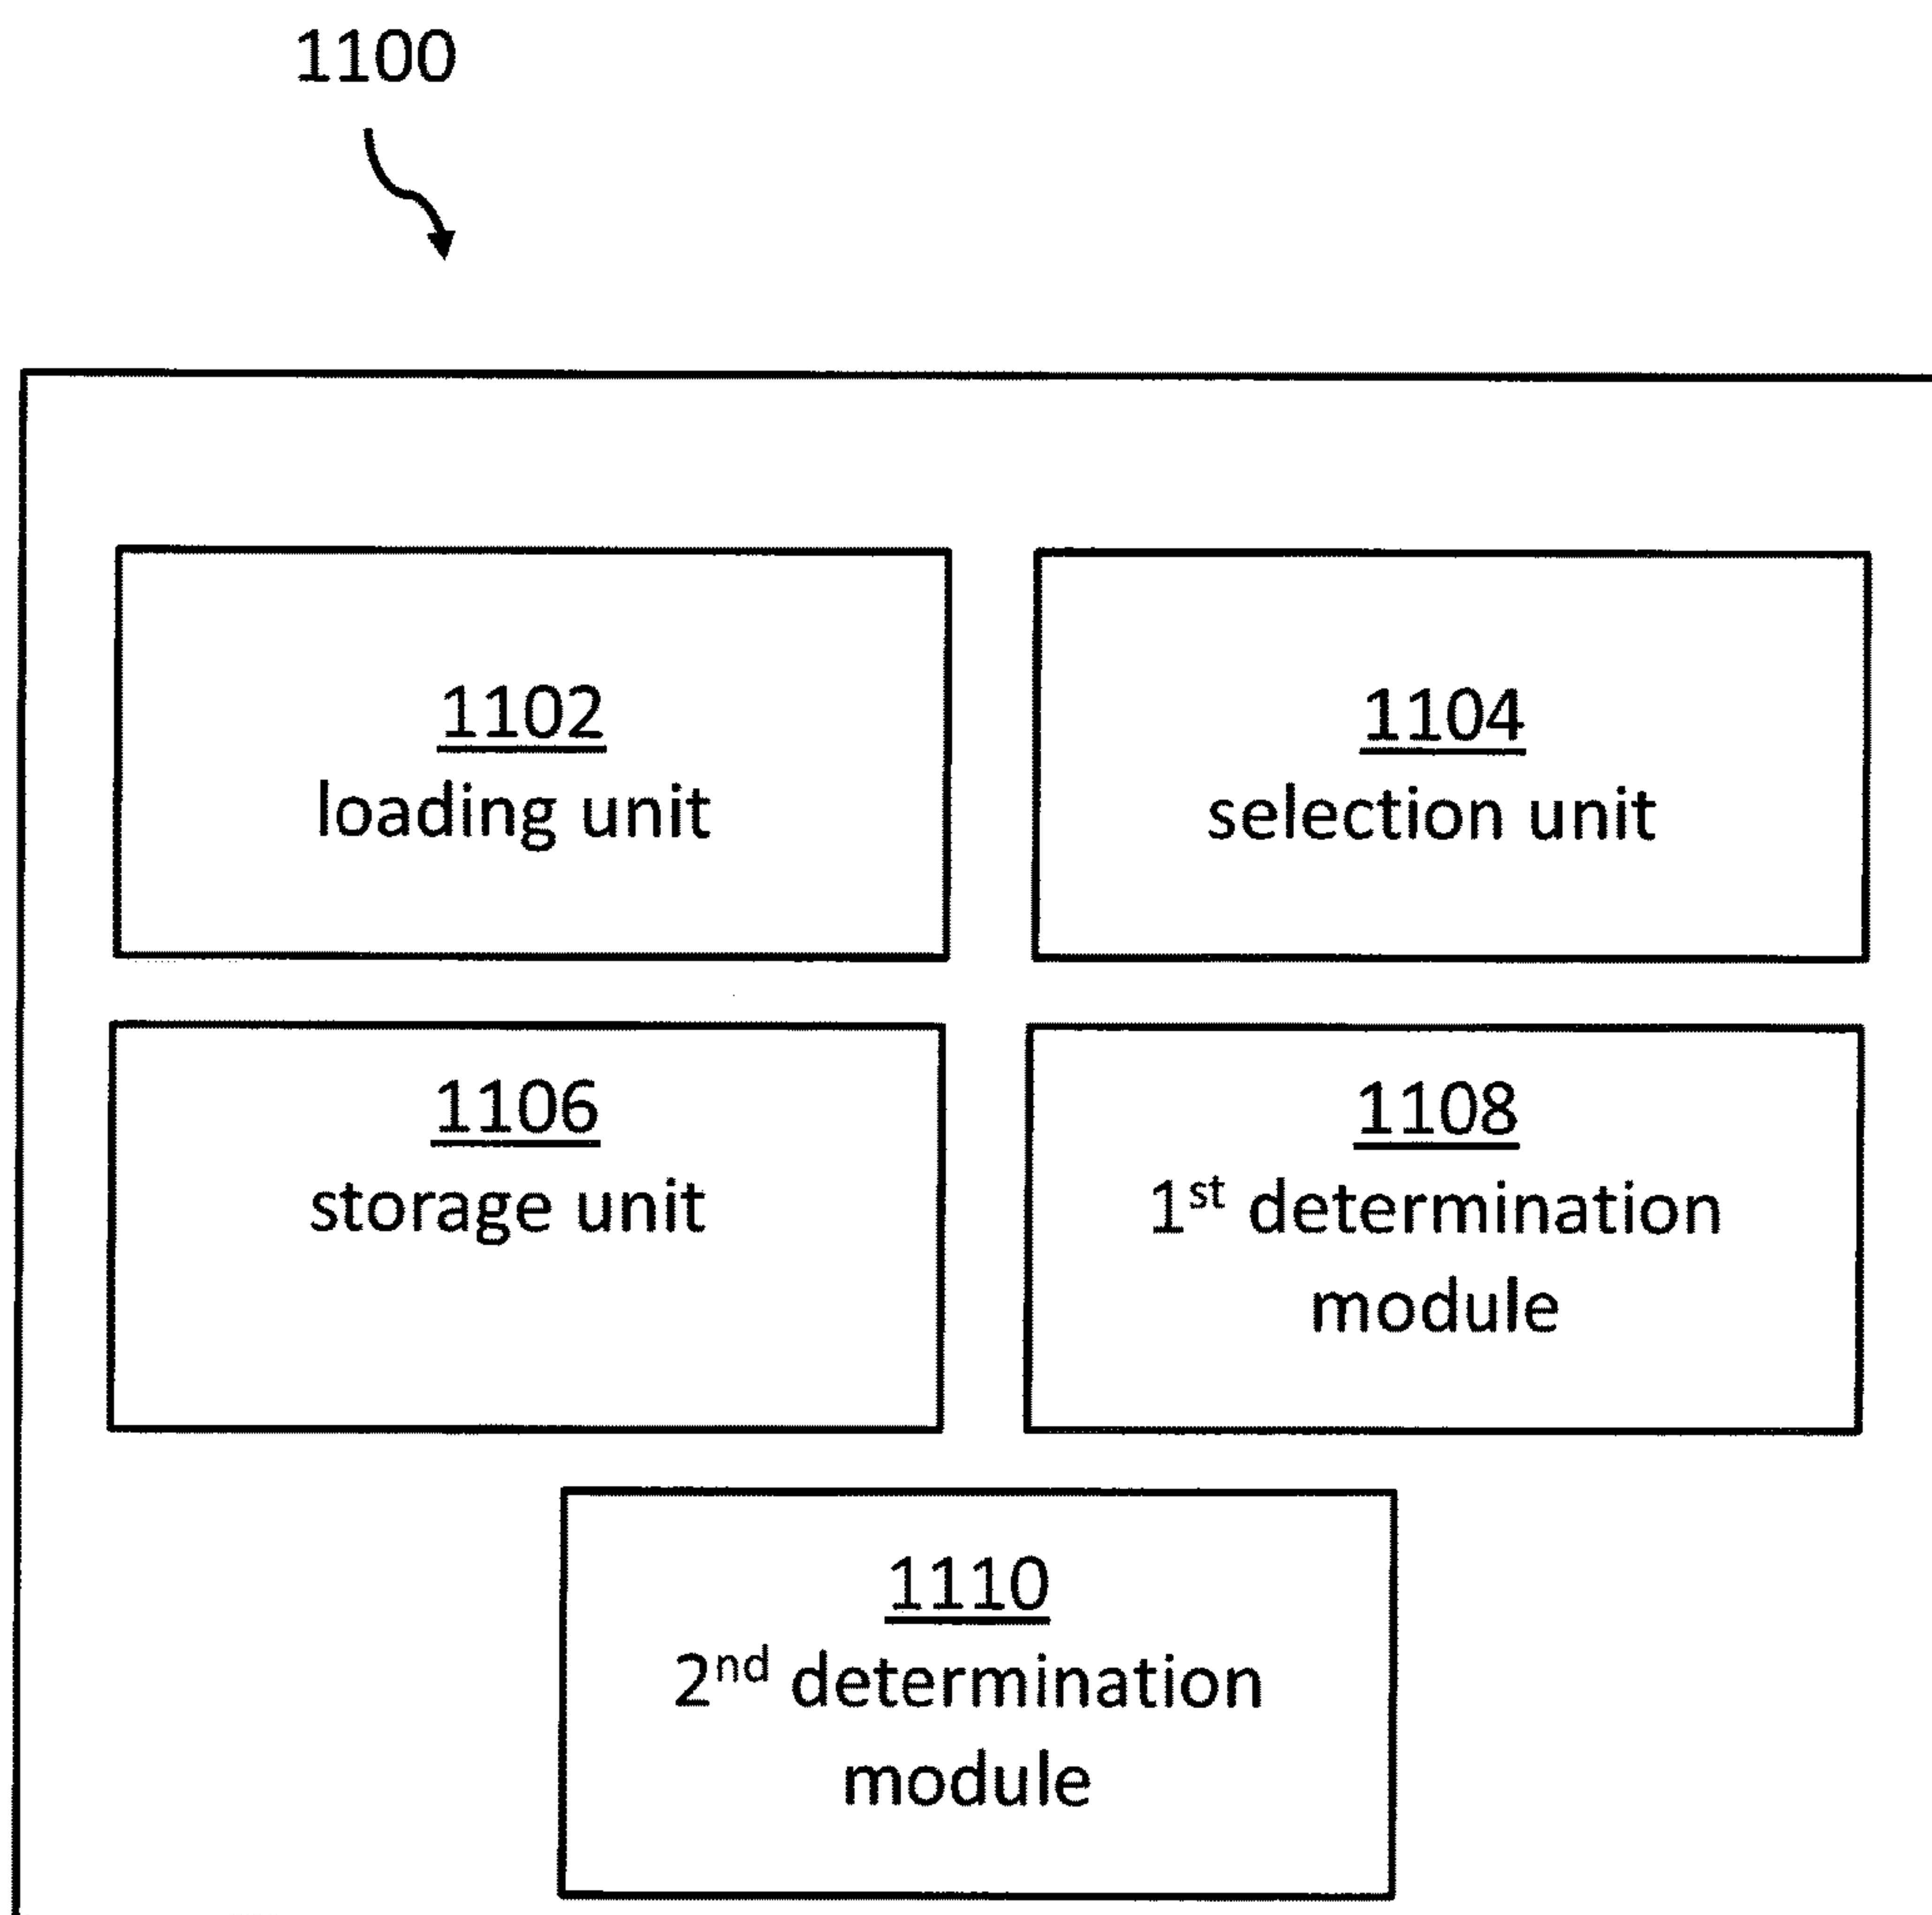 1100
1102
loading unit
1104
selection unit
1106
storage unit
1108
1st determination
module
1110
2nd determination
module